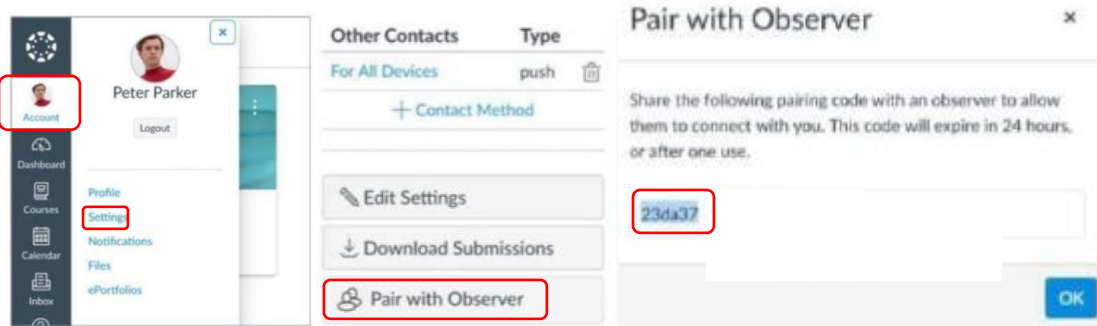 Account
Dashboard
Courses
Calendar
Inbox
×
Peter Parker
Logout
Profile
Settings
Notifications
Files
ePortfolios
Other Contacts Type
For All Devices push
+ Contact Method
Edit Settings
Download Submissions
Pair with Observer
Pair with Observer ×
Share the following pairing code with an observer to allow
them to connect with you. This code will expire in 24 hours,
or after one use.
23da37
OK